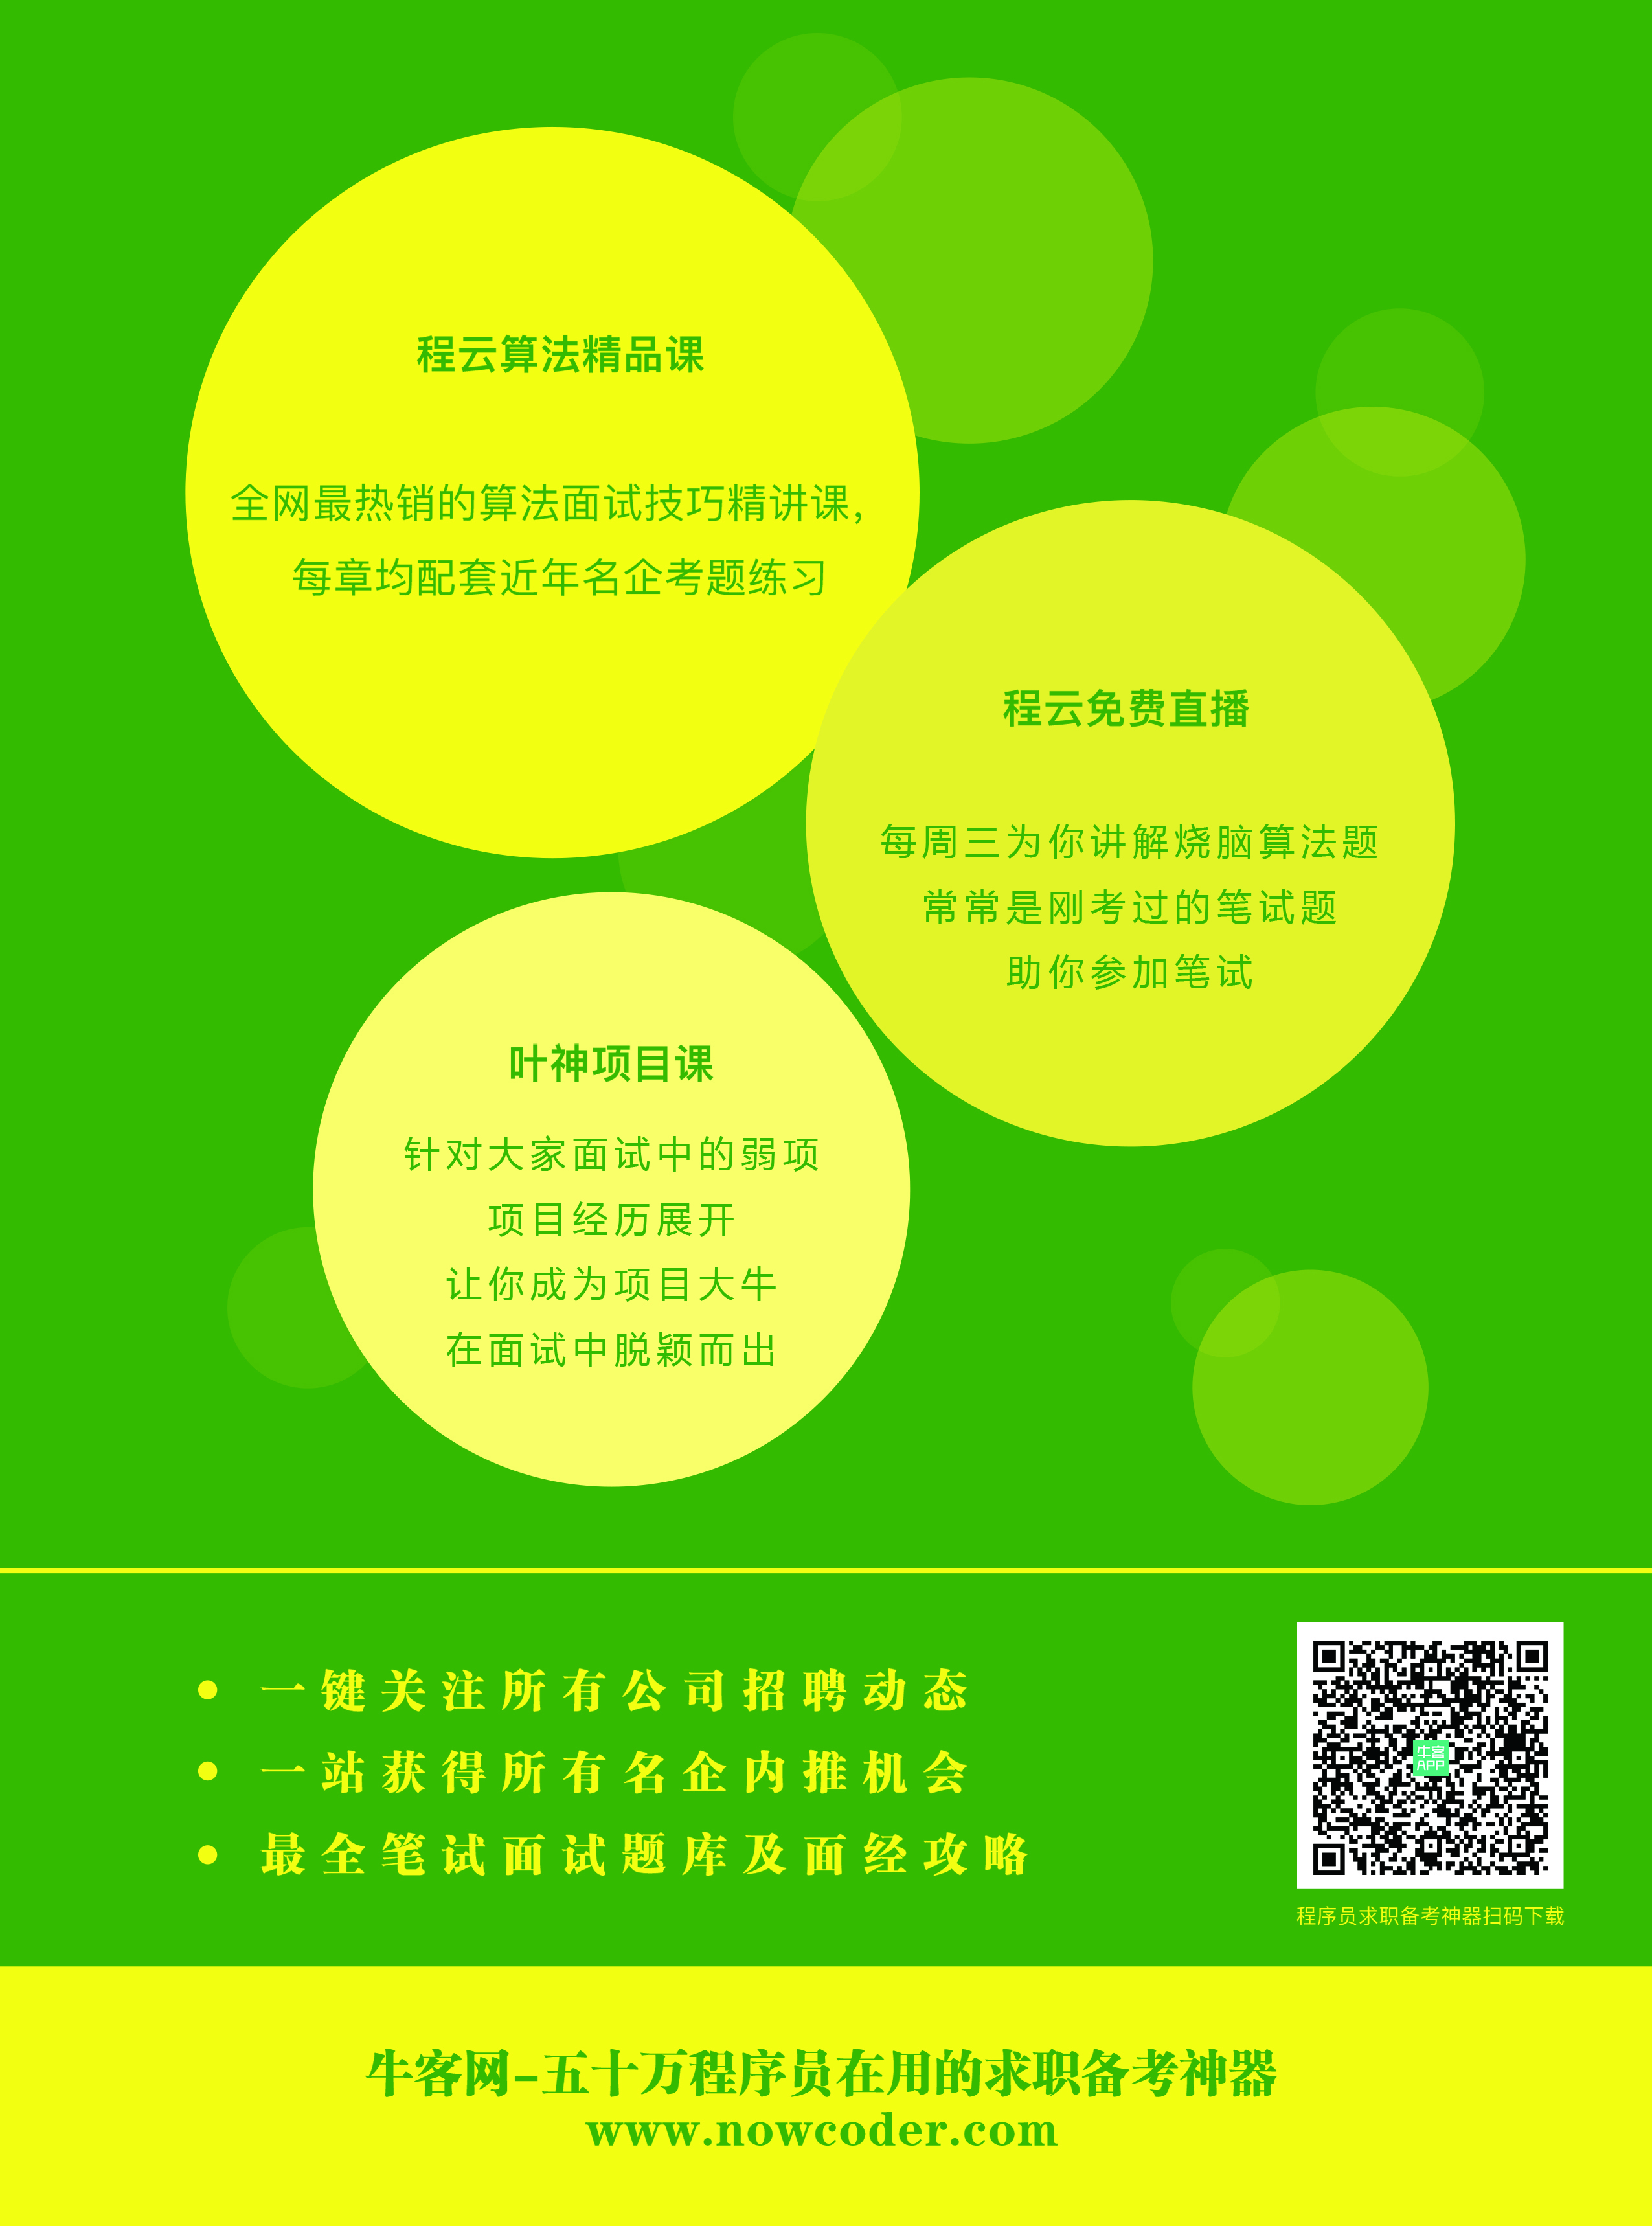 程云算法精品课
全网最热销的算法面试技巧精讲课，
每章均配套近年名企考题练习
程云免费直播
每周三为你讲解烧脑算法题
常常是刚考过的笔试题
助你参加笔试
叶神项目课
针对大家面试中的弱项
项目经历展开
让你成为项目大牛
在面试中脱颖而出
● 一键关注所有公司招聘动态
● 一站获得所有名企内推机会
● 最全笔试面试题库及面经攻略
牛客
APP
程序员求职备考神器扫码下载
牛客网-五十万程序员在用的求职备考神器
www.nowcoder.com